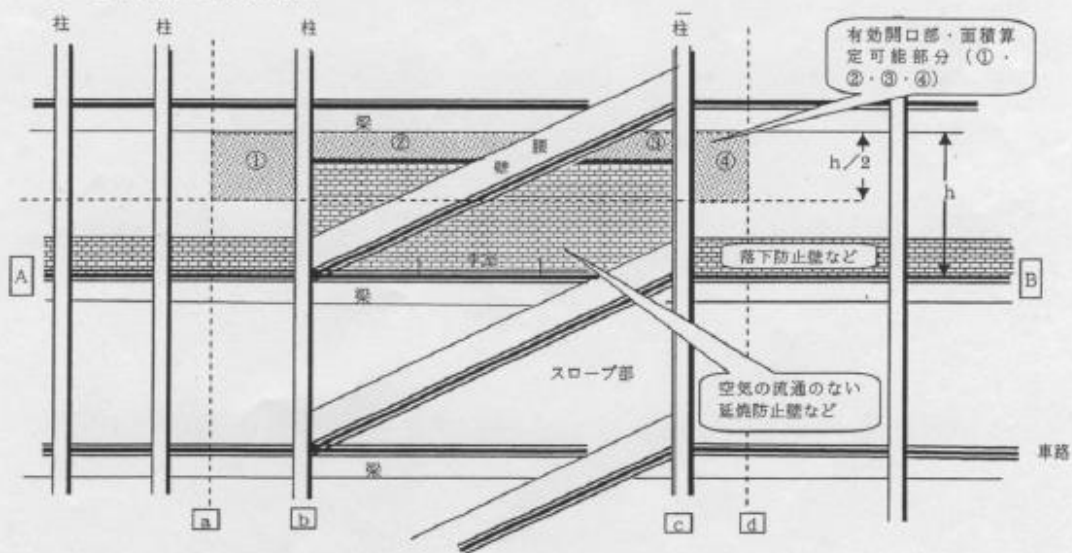 柱
柱
柱
柱
有効開口部・面積算
定可能部分（①・
②・③・④）
梁
①
②
③
④
壁
腰
h／2
h
A
落下防止壁など
B
梁
スロープ部
空気の流通のない
延焼防止壁など
梁
車路
a
b
c
d